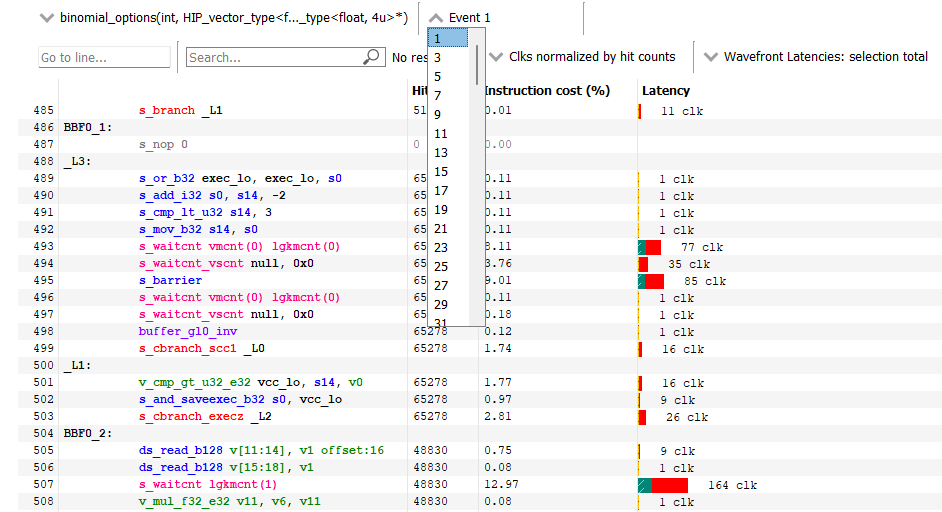 binomial_options(int, HIP_vector_type<f..._type<float, 4u>*) Event 1
Go to line... Search... No res Clks normalized by hit counts Wavefront Latencies: selection total
1
3
5
7
9
11
13
15
17
19
21
23
25
27
29
31
Hit Instruction cost (%) Latency
485 s_branch _L1 51 0.01 11 clk
486 BBF0_1:
487 s_nop 0 0 0.00
488 _L3:
489 s_or_b32 exec_lo, exec_lo, s0 65 0.11 1 clk
490 s_add_i32 s0, s14, -2 65 0.11 1 clk
491 s_cmp_lt_u32 s14, 3 65 0.11 1 clk
492 s_mov_b32 s14, s0 65 0.11 1 clk
493 s_waitcnt vmcnt(0) lgkmcnt(0) 65 8.11 77 clk
494 s_waitcnt_vscnt null, 0x0 65 3.76 35 clk
495 s_barrier 65 9.01 85 clk
496 s_waitcnt vmcnt(0) lgkmcnt(0) 65 0.11 1 clk
497 s_waitcnt_vscnt null, 0x0 65 0.18 1 clk
498 buffer_gl0_inv 65278 0.12 1 clk
499 s_cbranch_scc1 _L0 65278 1.74 16 clk
500 _L1:
501 v_cmp_gt_u32_e32 vcc_lo, s14, v0 65278 1.77 16 clk
502 s_and_saveexec_b32 s0, vcc_lo 65278 0.97 9 clk
503 s_cbranch_execz _L2 65278 2.81 26 clk
504 BBF0_2:
505 ds_read_b128 v[11:14], v1 offset:16 48830 0.75 9 clk
506 ds_read_b128 v[15:18], v1 48830 0.08 1 clk
507 s_waitcnt lgkmcnt(1) 48830 12.97 164 clk
508 v_mul_f32_e32 v11, v6, v11 48830 0.08 1 clk